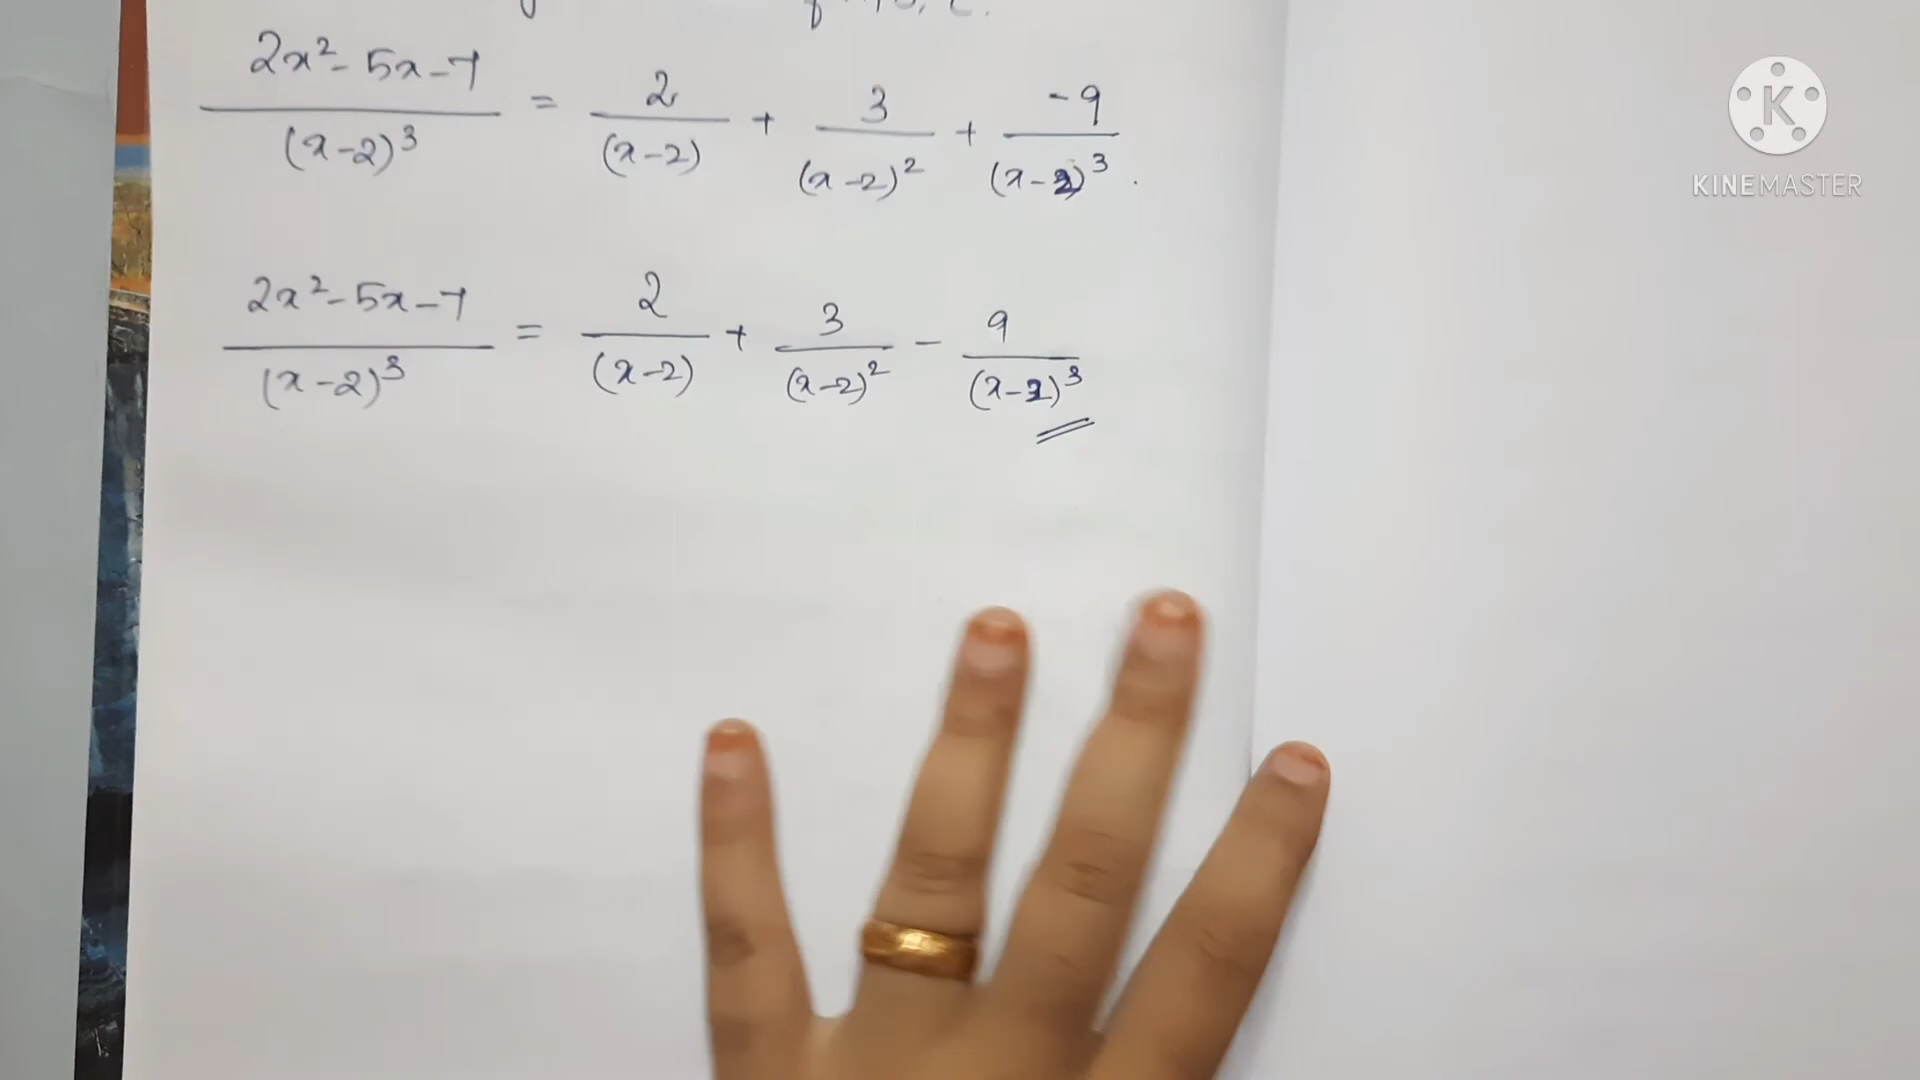 2x² - 5x - 7 / (x-2)³ = 2 / (x-2) + 3 / (x-2)² + -9 / (x-2)³ .
2x² - 5x - 7 / (x-2)³ = 2 / (x-2) + 3 / (x-2)² - 9 / (x-2)³
K
KINEMASTER